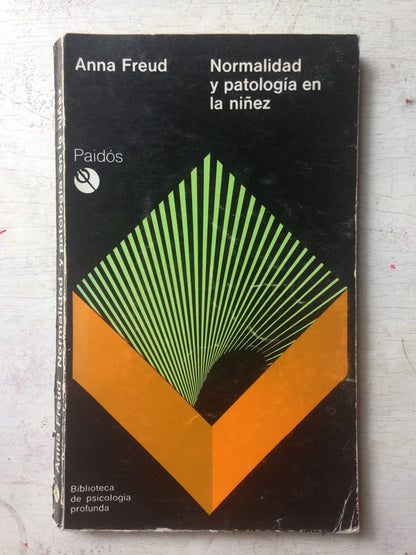 Anna Freud
Normalidad
y patología en
la niñez
Paidós
Biblioteca
de psicología
profunda
Anna Freud Normalidad y patología en la niñez